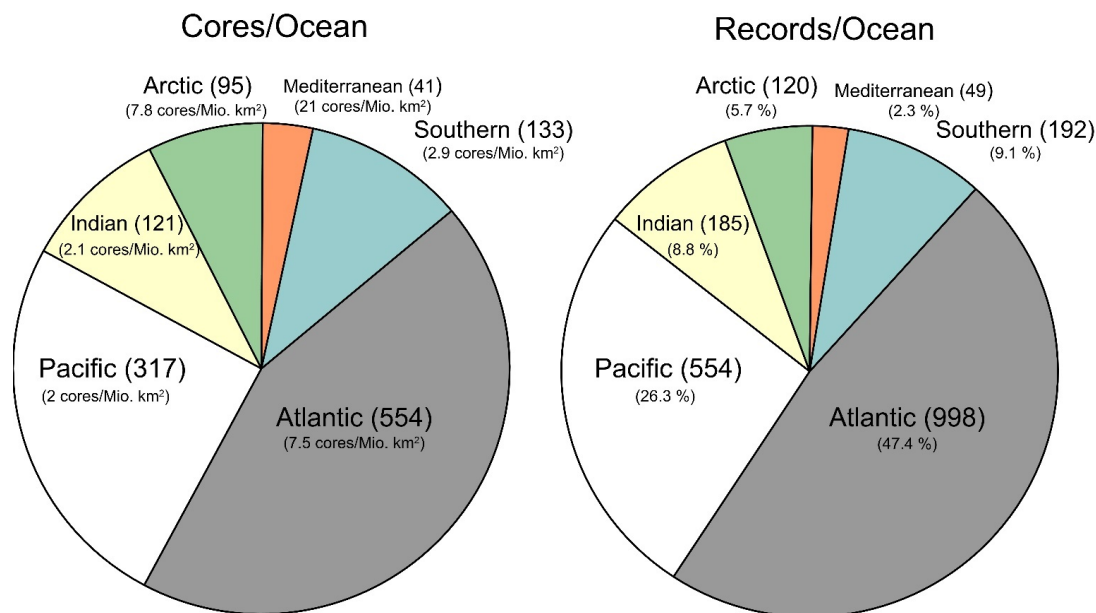 Cores/Ocean
Arctic (95)
(7.8 cores/Mio. km²)
Mediterranean (41)
(21 cores/Mio. km²)
Southern (133)
(2.9 cores/Mio. km²)
Indian (121)
(2.1 cores/Mio. km²)
Pacific (317)
(2 cores/Mio. km²)
Atlantic (554)
(7.5 cores/Mio. km²)
Records/Ocean
Arctic (120)
(5.7 %)
Mediterranean (49)
(2.3 %)
Southern (192)
(9.1 %)
Indian (185)
(8.8 %)
Pacific (554)
(26.3 %)
Atlantic (998)
(47.4 %)